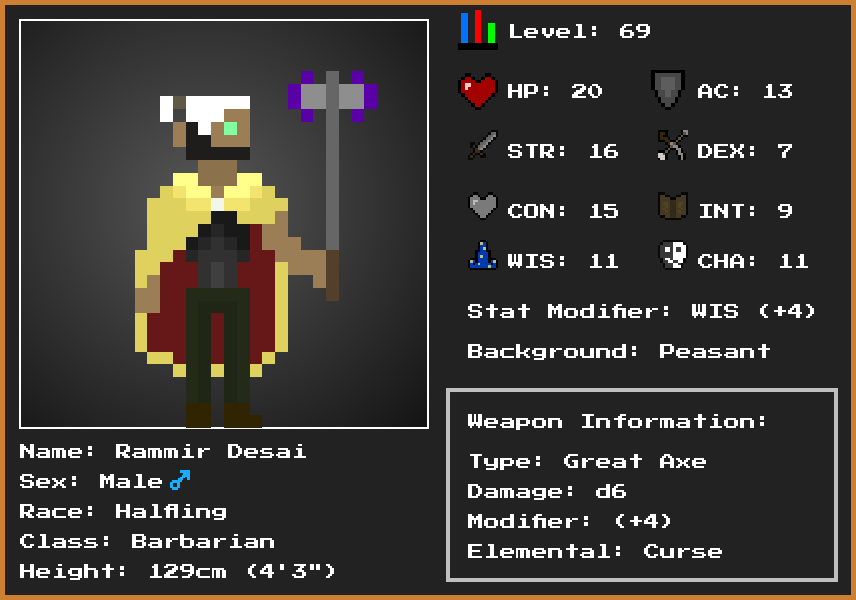 Level: 69
HP: 20 AC: 13
STR: 16 DEX: 7
CON: 15 INT: 9
WIS: 11 CHA: 11
Stat Modifier: WIS (+4)
Background: Peasant
Weapon Information:
Type: Great Axe
Damage: d6
Modifier: (+4)
Elemental: Curse
Name: Rammir Desai
Sex: Male ♂
Race: Halfling
Class: Barbarian
Height: 129cm (4'3")